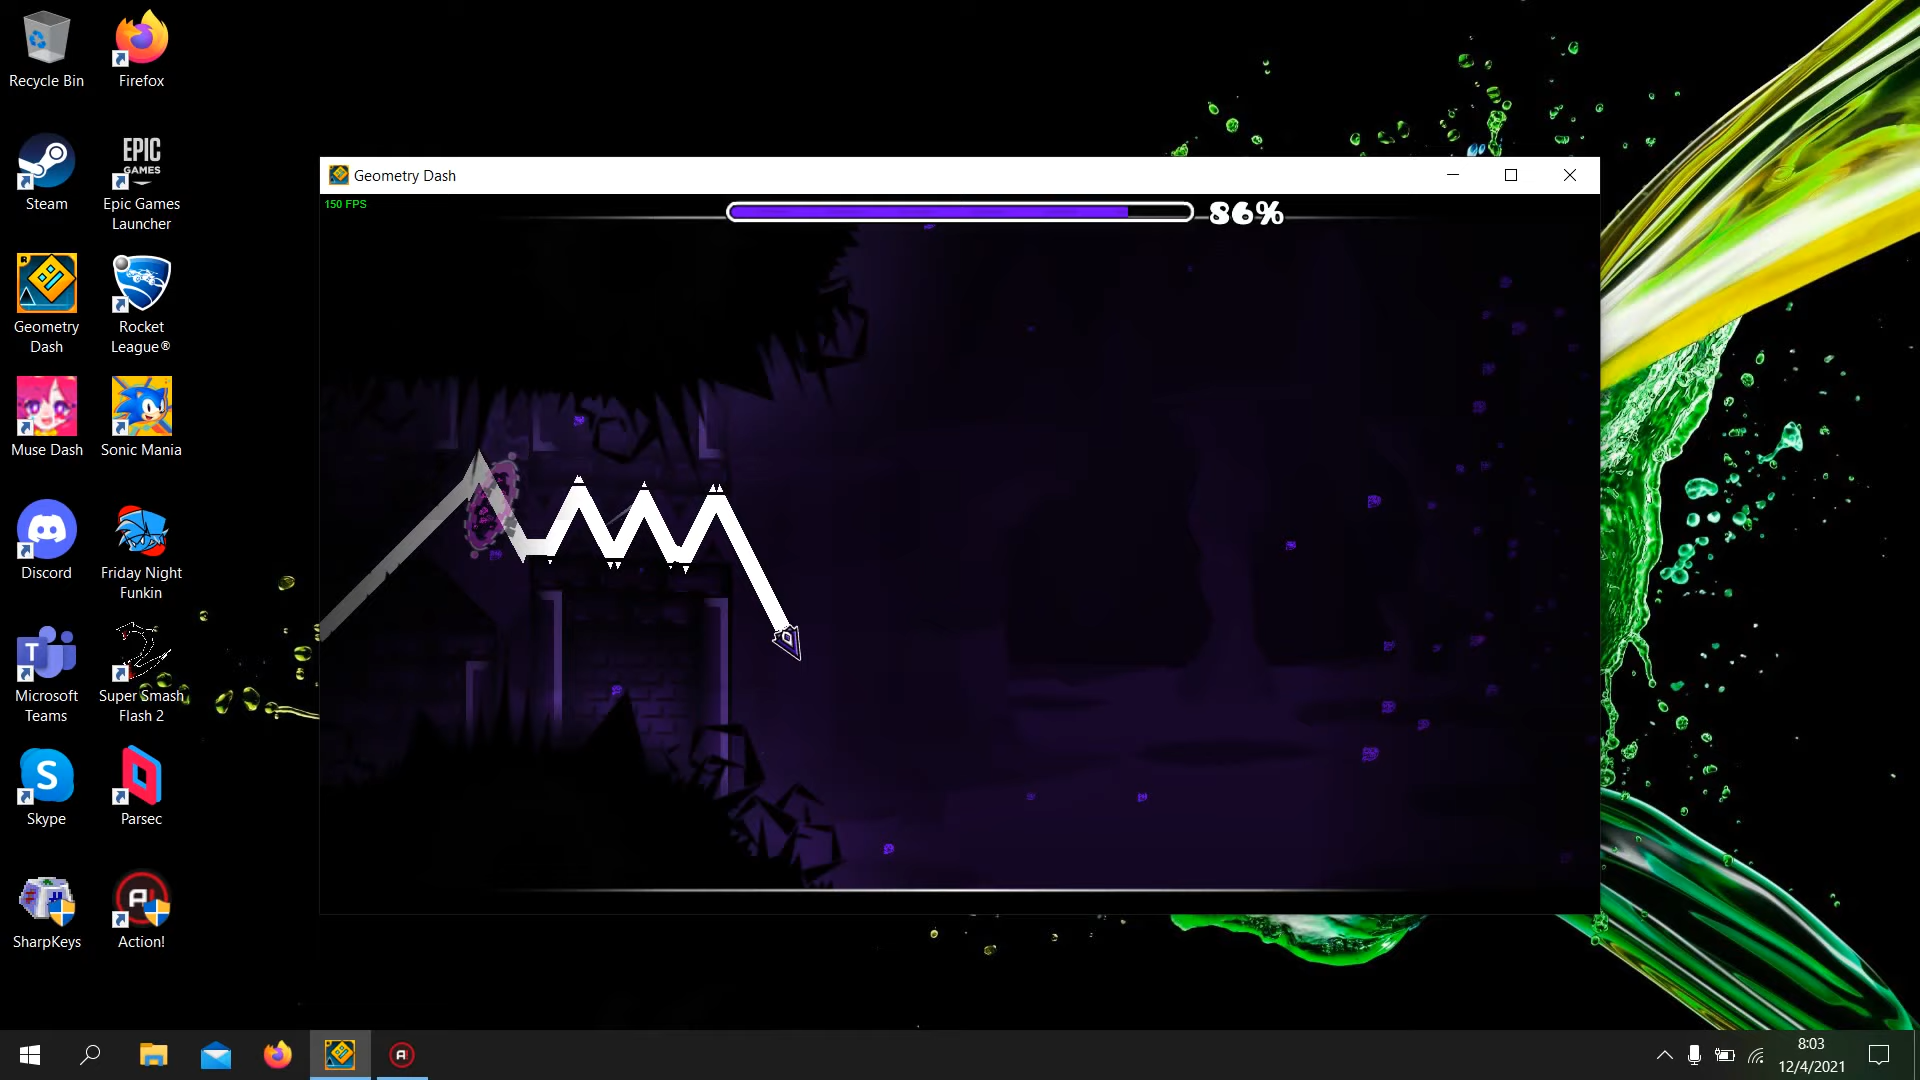 Recycle Bin
Firefox
Steam
EPIC
GAMES
Epic Games
Launcher
Geometry
Dash
Rocket
League®
Muse Dash
Sonic Mania
Discord
Friday Night
Funkin
T
Microsoft
Teams
2
Super Smash
Flash 2
S
Skype
Parsec
SharpKeys
A!
Action!
Geometry Dash
150 FPS
86%
8:03
12/4/2021